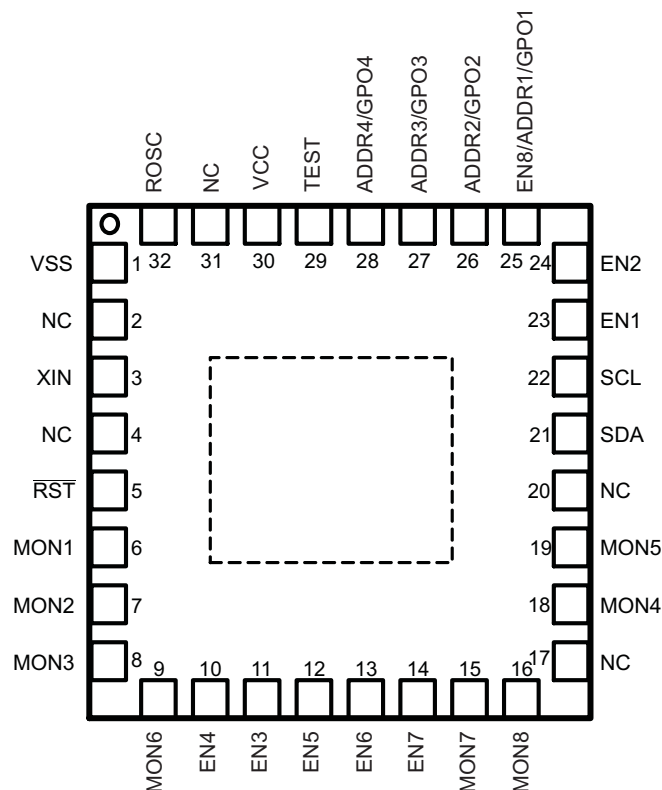 ROSC
NC
VCC
TEST
ADDR4/GPO4
ADDR3/GPO3
ADDR2/GPO2
EN8/ADDR1/GPO1
32 31 30 29 28 27 26 25
VSS 1 24 EN2
NC 2 23 EN1
XIN 3 22 SCL
NC 4 21 SDA
RST 5 20 NC
MON1 6 19 MON5
MON2 7 18 MON4
MON3 8 17 NC
9 10 11 12 13 14 15 16
MON6
EN4
EN3
EN5
EN6
EN7
MON7
MON8